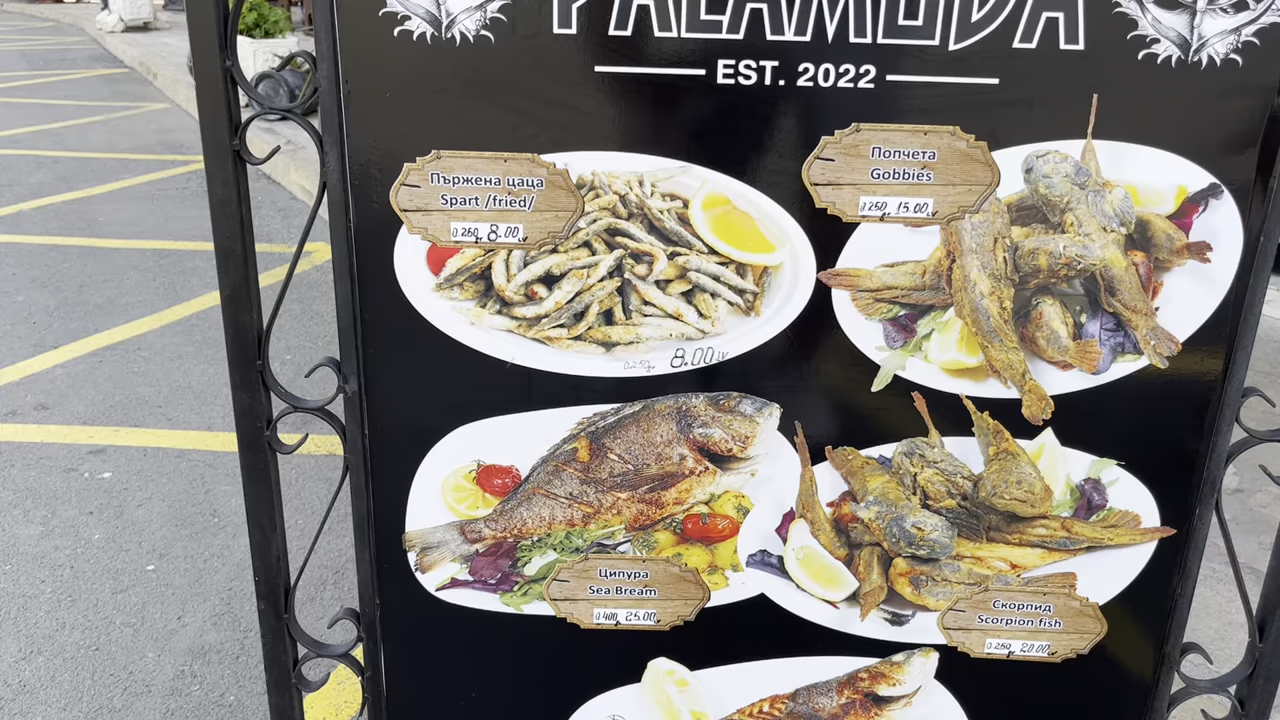 PALAMUDA
EST. 2022
Пържена цаца
Spart /fried/
0.250 8.00
8.00
Попчета
Gobbies
0.250 15.00
Ципура
Sea Bream
0.400 25.00
Скорпид
Scorpion fish
0.250 20.00